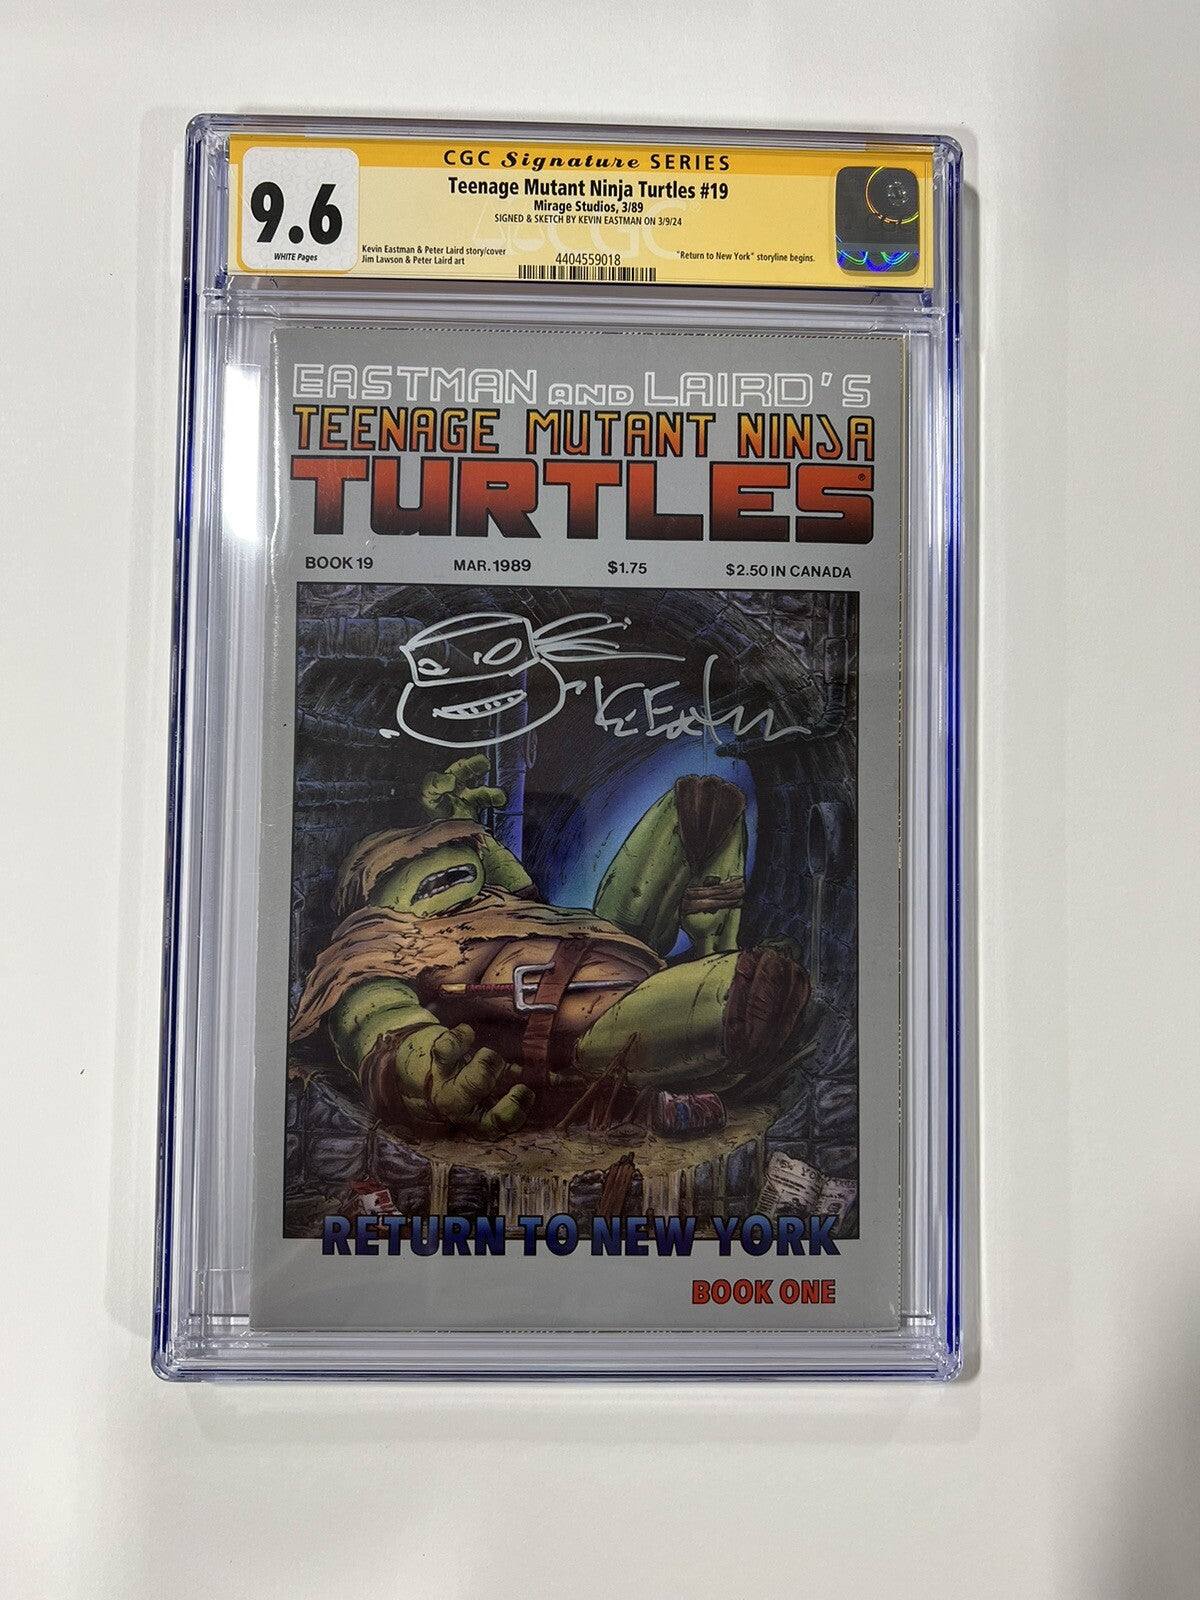 CGC Signature SERIES
Teenage Mutant Ninja Turtles #19
Mirage Studios, 3/89
SIGNED & SKETCH BY KEVIN EASTMAN ON 3/9/24
9.6
WHITE Pages
Kevin Eastman & Peter Laird story/cover
Jim Lawson & Peter Laird art
4404559018
"Return to New York" storyline begins.
CGC
EASTMAN AND LAIRD'S
TEENAGE MUTANT NINJA
TURTLES®
BOOK 19 MAR. 1989 $1.75 $2.50 IN CANADA
RETURN TO NEW YORK
BOOK ONE